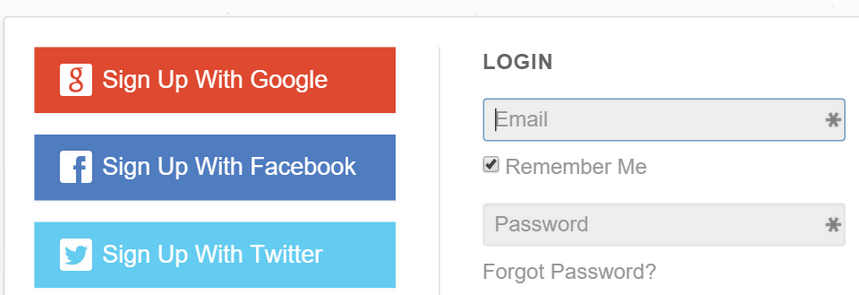 Sign Up With Google
Sign Up With Facebook
Sign Up With Twitter
LOGIN
Email
Remember Me
Password
Forgot Password?